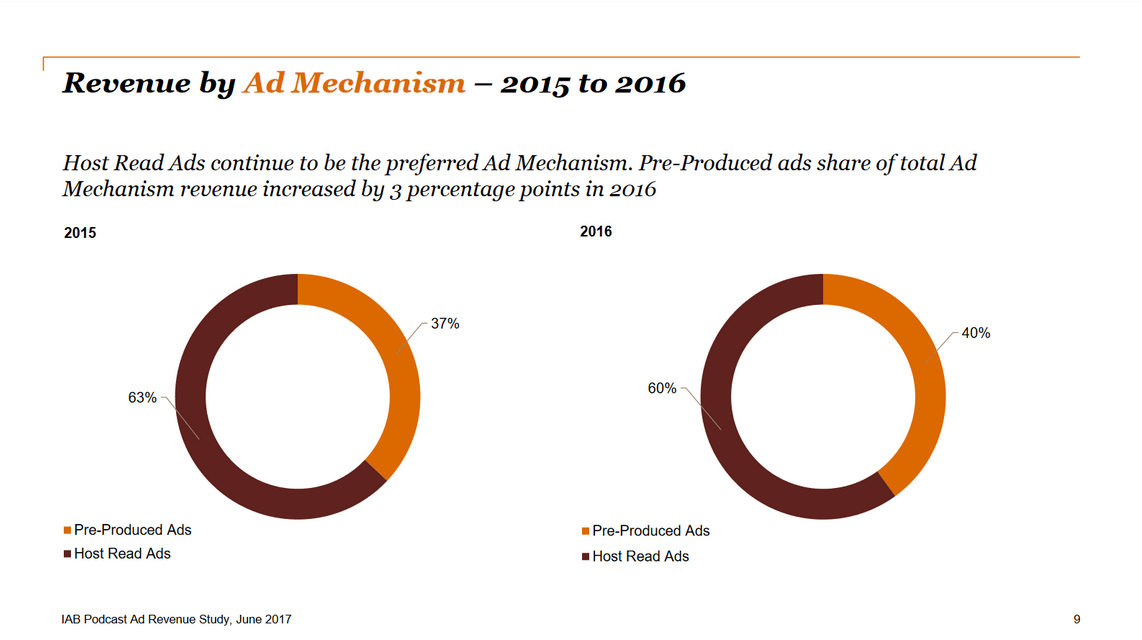 Revenue by Ad Mechanism – 2015 to 2016
Host Read Ads continue to be the preferred Ad Mechanism. Pre-Produced ads share of total Ad
Mechanism revenue increased by 3 percentage points in 2016
2015
37%
63%
Pre-Produced Ads
Host Read Ads
2016
40%
60%
Pre-Produced Ads
Host Read Ads
IAB Podcast Ad Revenue Study, June 2017
9